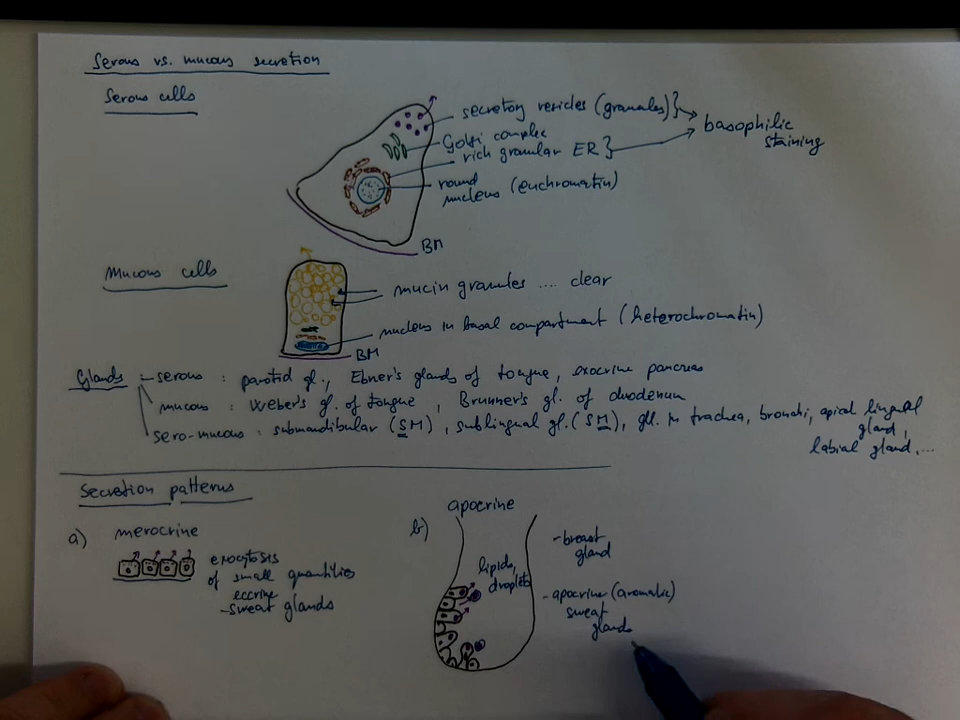 Serous vs. mucous secretion
Serous cells
secretory vesicles (granules)
Golgi complex
rich granular ER
basophilic
staining
round
nucleus (euchromatin)
BM
Mucous cells
mucin granules .... clear
nucleus in basal compartment (heterochromatin)
BM
Glands - serous : parotid gl., Ebner's glands of tongue, exocrine pancreas
mucous : Weber's gl. of tongue, Brunner's gl. of duodenum
sero-mucous : submandibular (SM), sublingual gl. (SM), gll. in trachea, bronchi, apical lingual
gland,
labial gland,...
Secretion patterns
a) merocrine
exocytosis
of small quantities
eccrine
- sweat glands
b) apocrine
lipids,
droplets
- breast
gland
- apocrine (aromatic)
sweat
glands